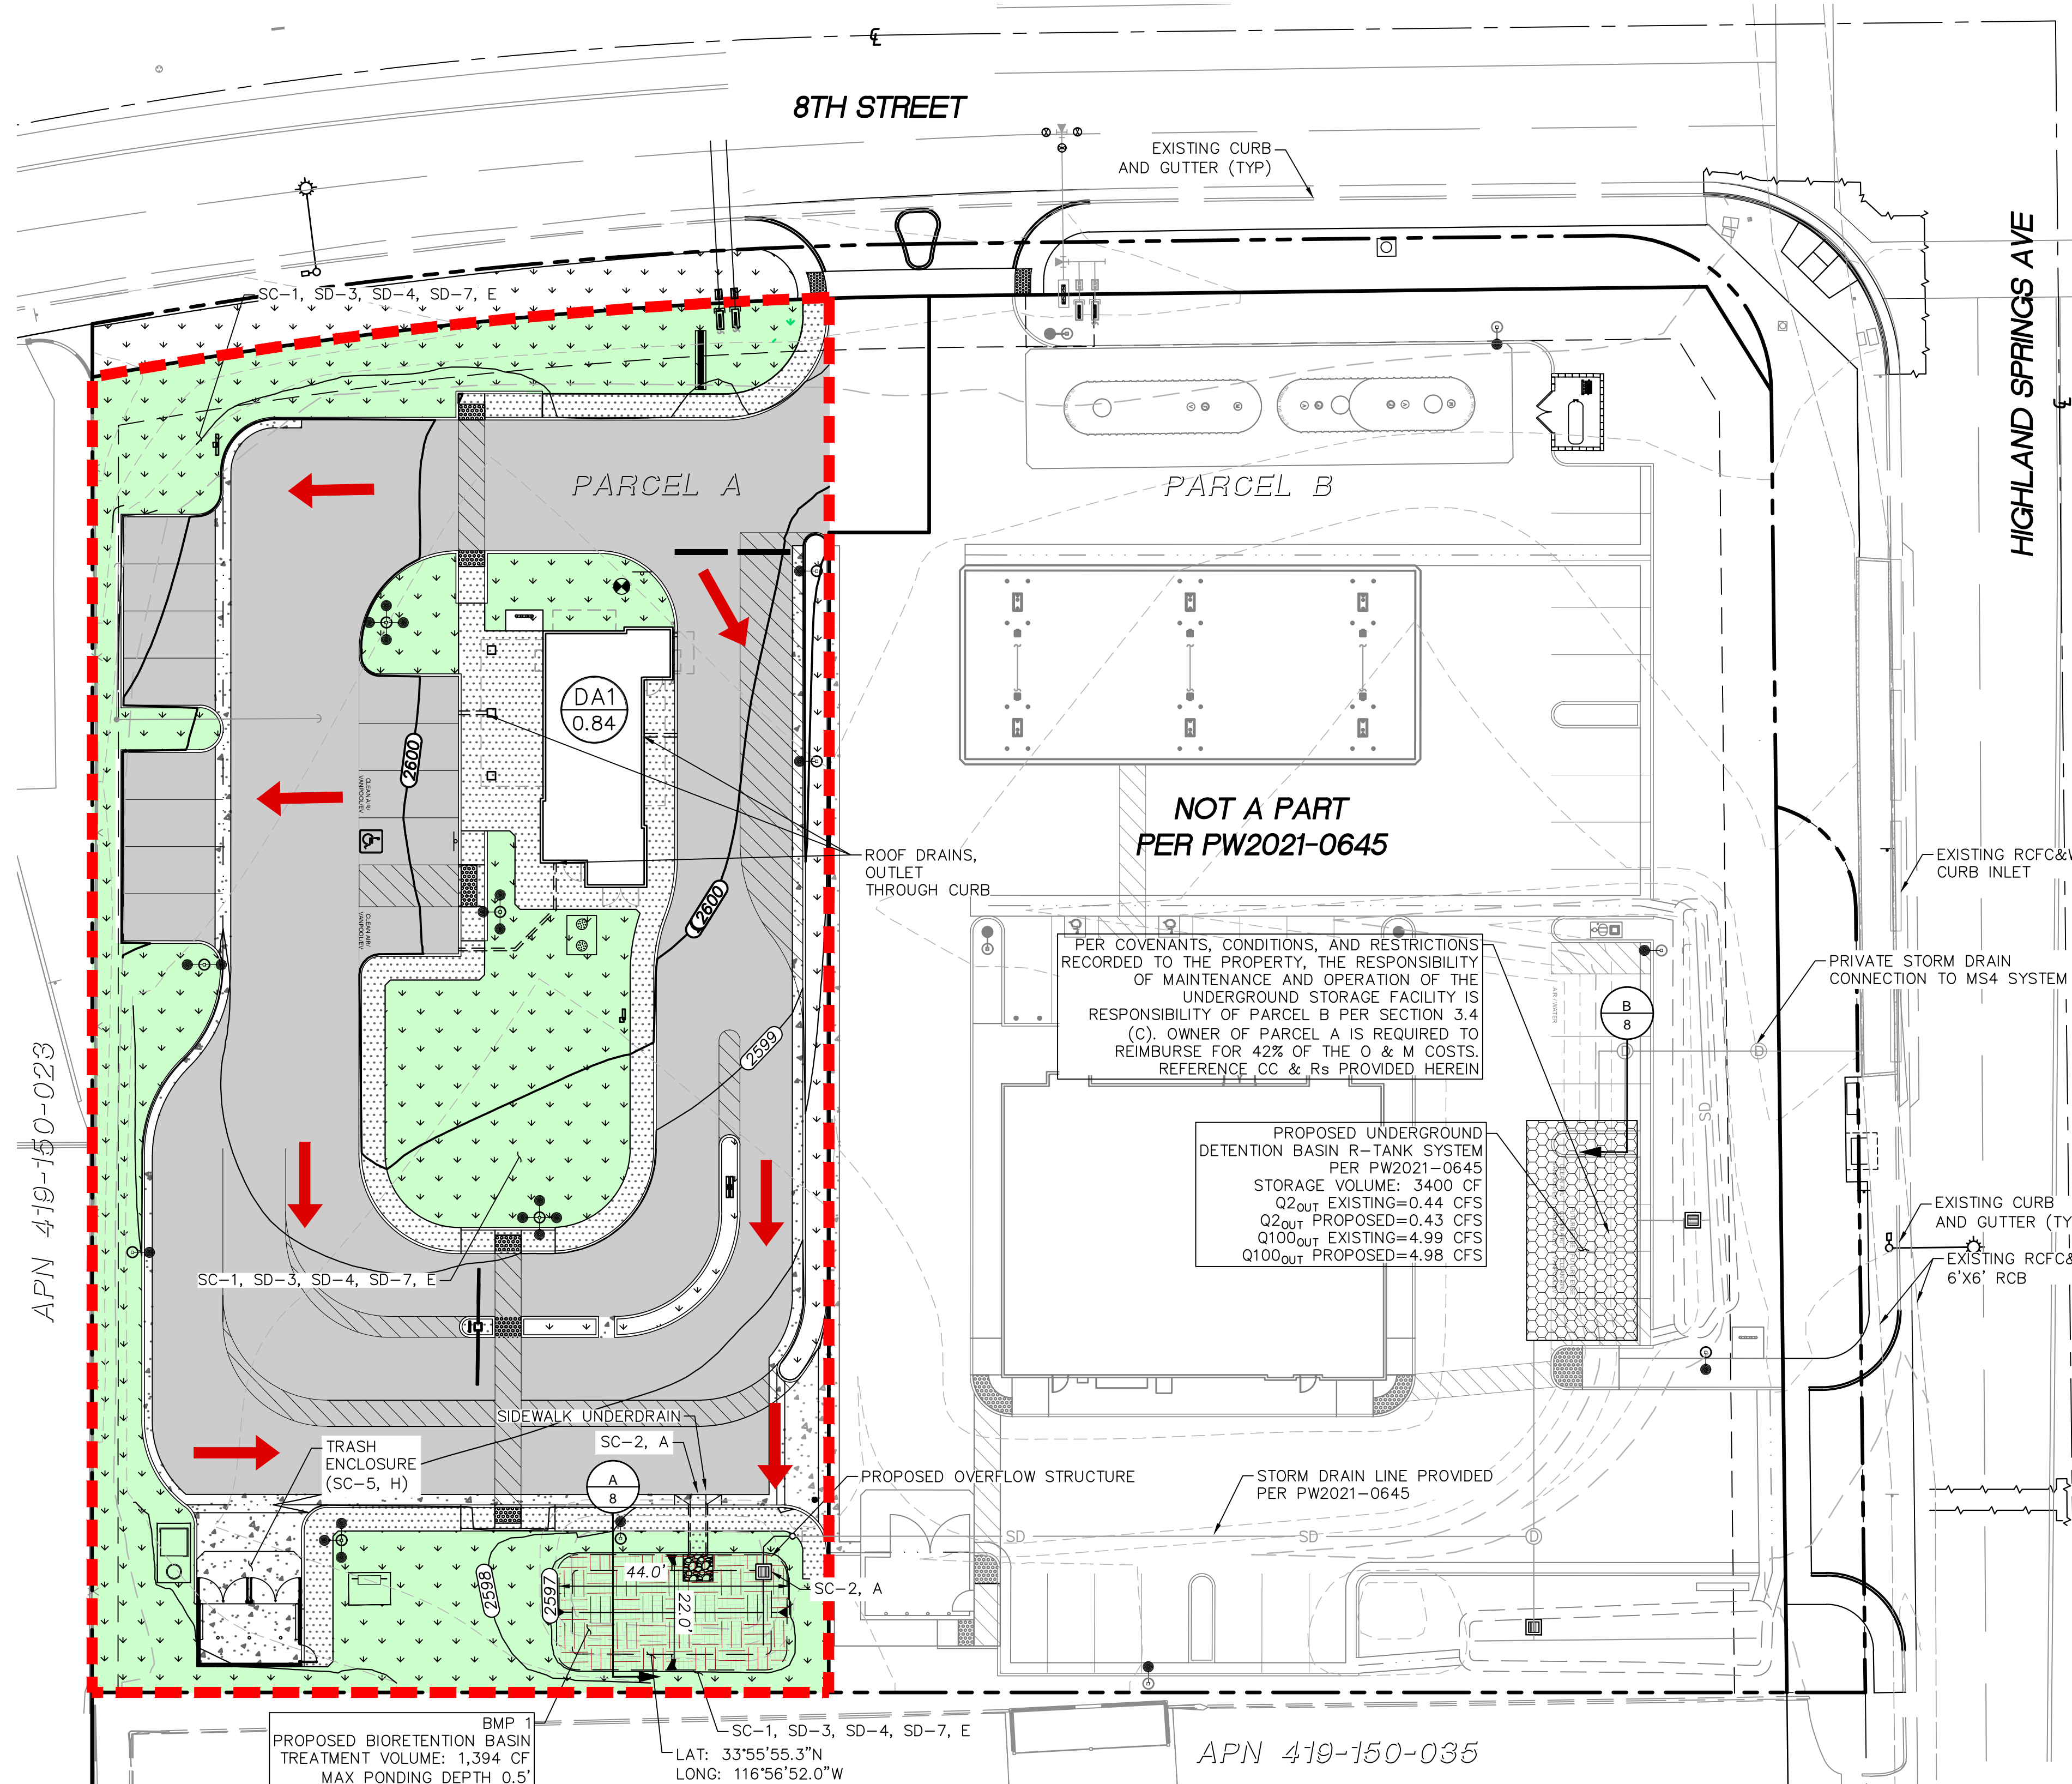 8TH STREET
EXISTING CURB
AND GUTTER (TYP)
HIGHLAND SPRINGS AVE
SC-1, SD-3, SD-4, SD-7, E
PARCEL A
PARCEL B
DA1
0.84
2600
CLEAN AIR/
VANPOOL/EV
CLEAN AIR/
VANPOOL/EV
2600
NOT A PART
PER PW2021-0645
ROOF DRAINS,
OUTLET
THROUGH CURB
EXISTING RCFC&W
CURB INLET
PER COVENANTS, CONDITIONS, AND RESTRICTIONS
RECORDED TO THE PROPERTY, THE RESPONSIBILITY
OF MAINTENANCE AND OPERATION OF THE
UNDERGROUND STORAGE FACILITY IS
RESPONSIBILITY OF PARCEL B PER SECTION 3.4
(C). OWNER OF PARCEL A IS REQUIRED TO
REIMBURSE FOR 42% OF THE O & M COSTS.
REFERENCE CC & Rs PROVIDED HEREIN
AIR/WATER
B
8
PRIVATE STORM DRAIN
CONNECTION TO MS4 SYSTEM
D
D
SD
2599
APN 419-150-023
PROPOSED UNDERGROUND
DETENTION BASIN R-TANK SYSTEM
PER PW2021-0645
STORAGE VOLUME: 3400 CF
Q2OUT EXISTING=0.44 CFS
Q2OUT PROPOSED=0.43 CFS
Q100OUT EXISTING=4.99 CFS
Q100OUT PROPOSED=4.98 CFS
EXISTING CURB
AND GUTTER (TY
EXISTING RCFC&
6'X6' RCB
SC-1, SD-3, SD-4, SD-7, E
SIDEWALK UNDERDRAIN
SC-2, A
TRASH
ENCLOSURE
(SC-5, H)
A
8
PROPOSED OVERFLOW STRUCTURE
STORM DRAIN LINE PROVIDED
PER PW2021-0645
SD
SD
D
2598
2597
44.0'
22.0'
SC-2, A
BMP 1
PROPOSED BIORETENTION BASIN
TREATMENT VOLUME: 1,394 CF
MAX PONDING DEPTH 0.5'
SC-1, SD-3, SD-4, SD-7, E
LAT: 33°55'55.3"N
LONG: 116°56'52.0"W
APN 419-150-035